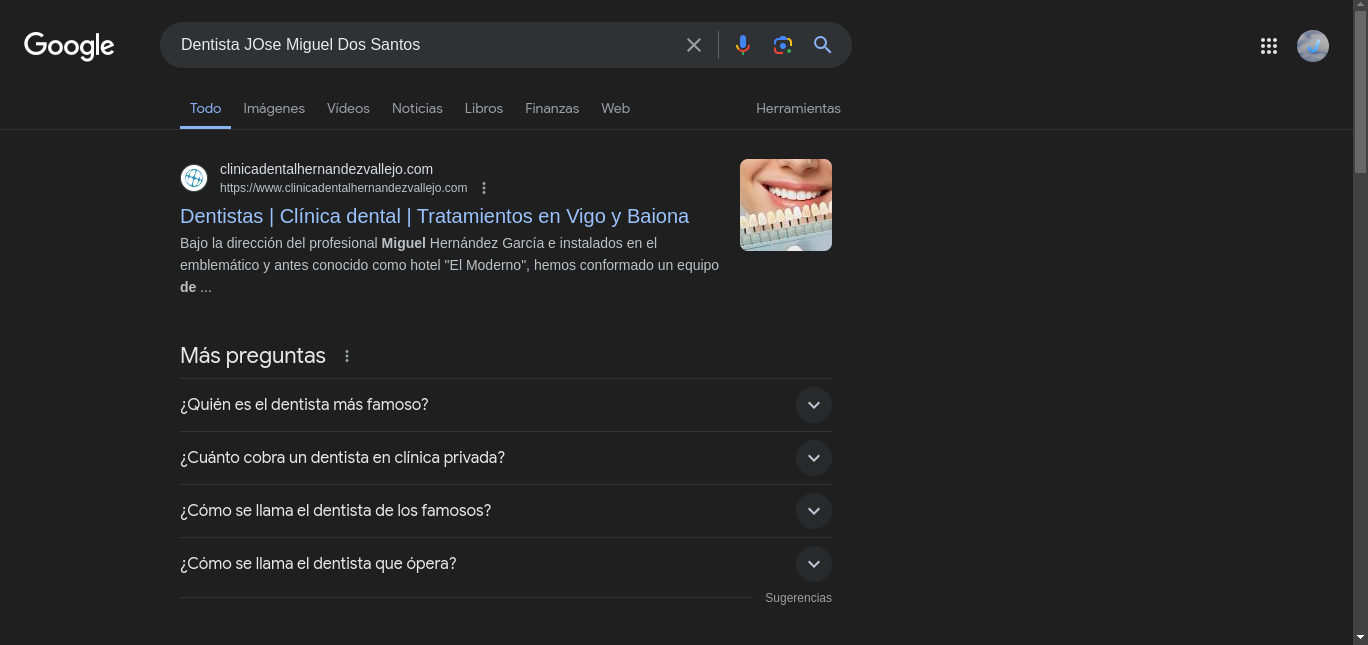 Google
Dentista JOse Miguel Dos Santos
Todo Imágenes Vídeos Noticias Libros Finanzas Web Herramientas
clinicadentalhernandezvallejo.com
https://www.clinicadentalhernandezvallejo.com
Dentistas | Clínica dental | Tratamientos en Vigo y Baiona
Bajo la dirección del profesional Miguel Hernández García e instalados en el
emblemático y antes conocido como hotel "El Moderno", hemos conformado un equipo
de ...
Más preguntas
¿Quién es el dentista más famoso?
¿Cuánto cobra un dentista en clínica privada?
¿Cómo se llama el dentista de los famosos?
¿Cómo se llama el dentista que ópera?
Sugerencias